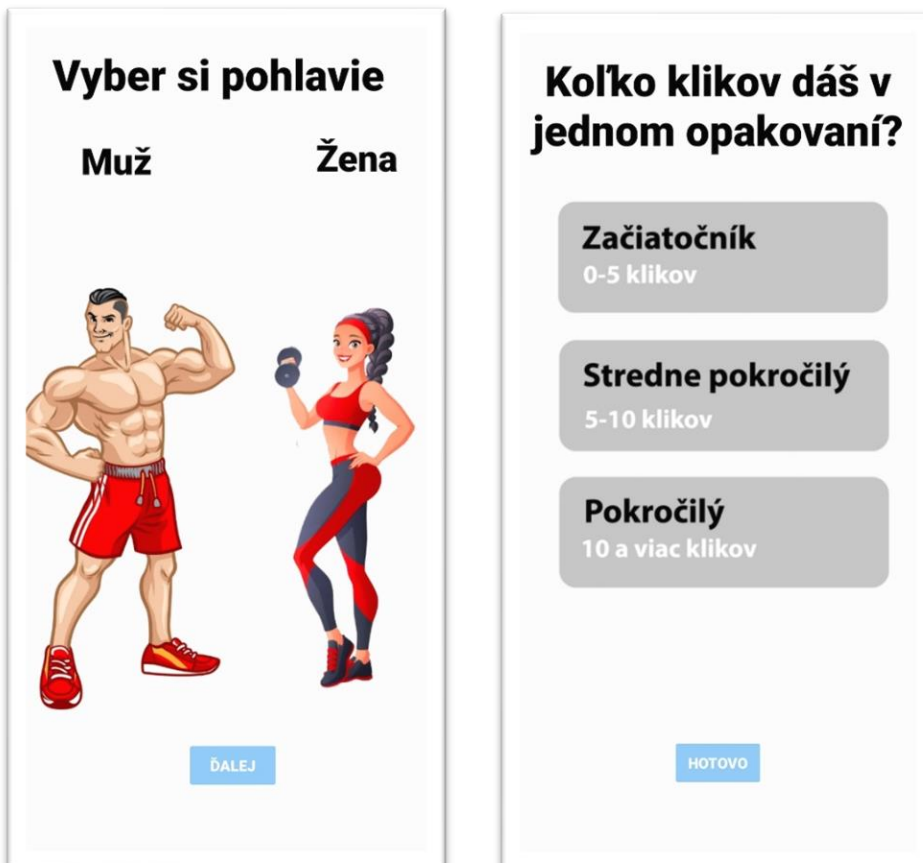 Vyber si pohlavie
Muž
Žena
ĎALEJ
Koľko klikov dáš v
jednom opakovaní?
Začiatočník
0-5 klikov
Stredne pokročilý
5-10 klikov
Pokročilý
10 a viac klikov
HOTOVO